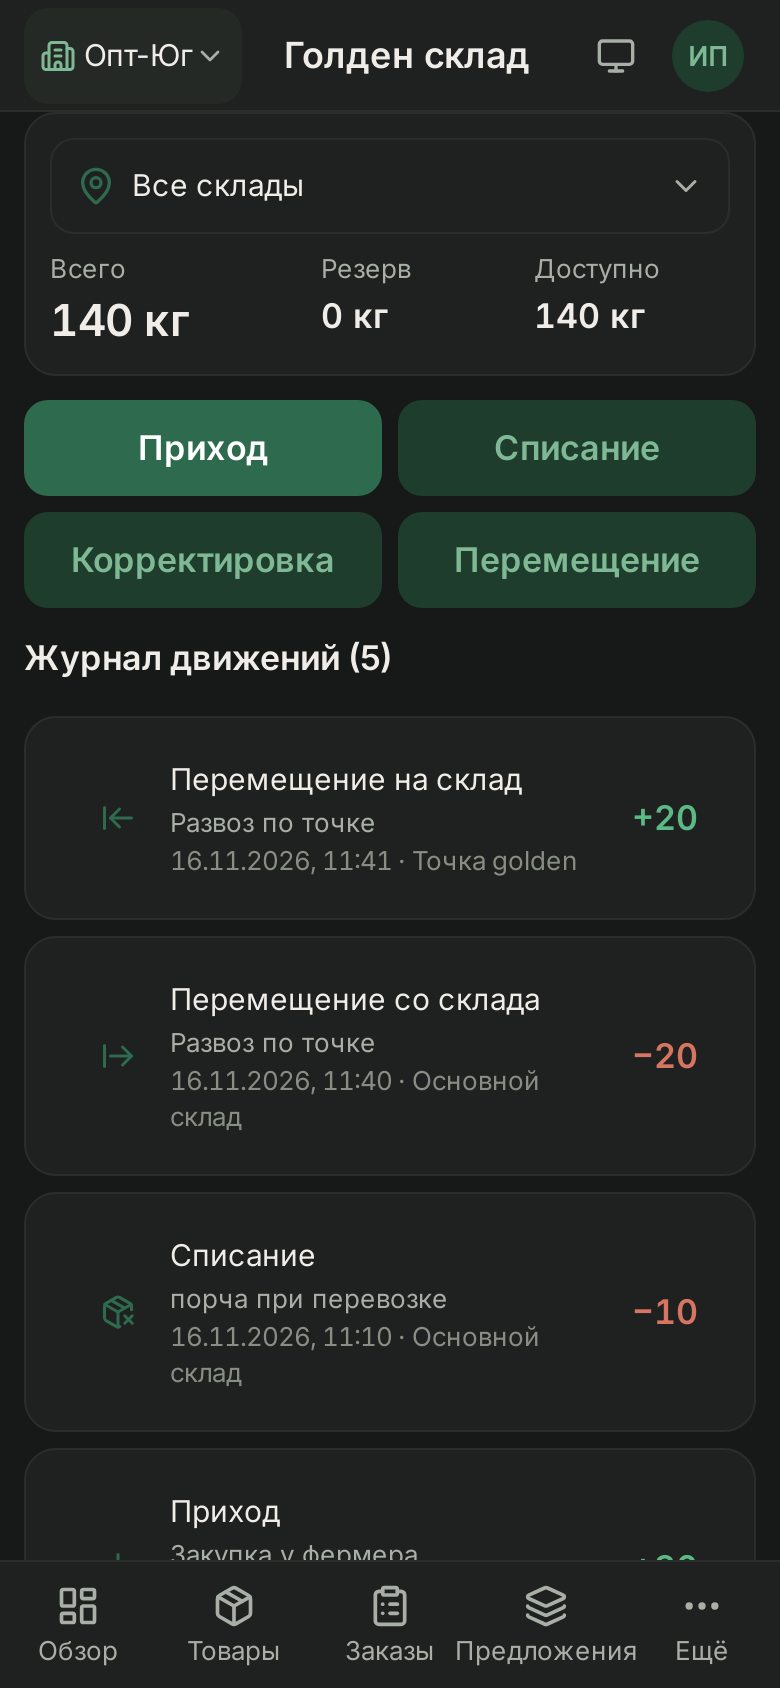 Опт-Юг
Голден склад
ИП
Все склады
Всего
Резерв
Доступно
140 кг
0 кг
140 кг
Приход
Списание
Корректировка
Перемещение
Журнал движений (5)
Перемещение на склад
Развоз по точке
+20
16.11.2026, 11:41 · Точка golden
Перемещение со склада
Развоз по точке
−20
16.11.2026, 11:40 · Основной
склад
Списание
порча при перевозке
−10
16.11.2026, 11:10 · Основной
склад
Приход
Закупка у фермера
Обзор
Товары
Заказы
Предложения
Ещё